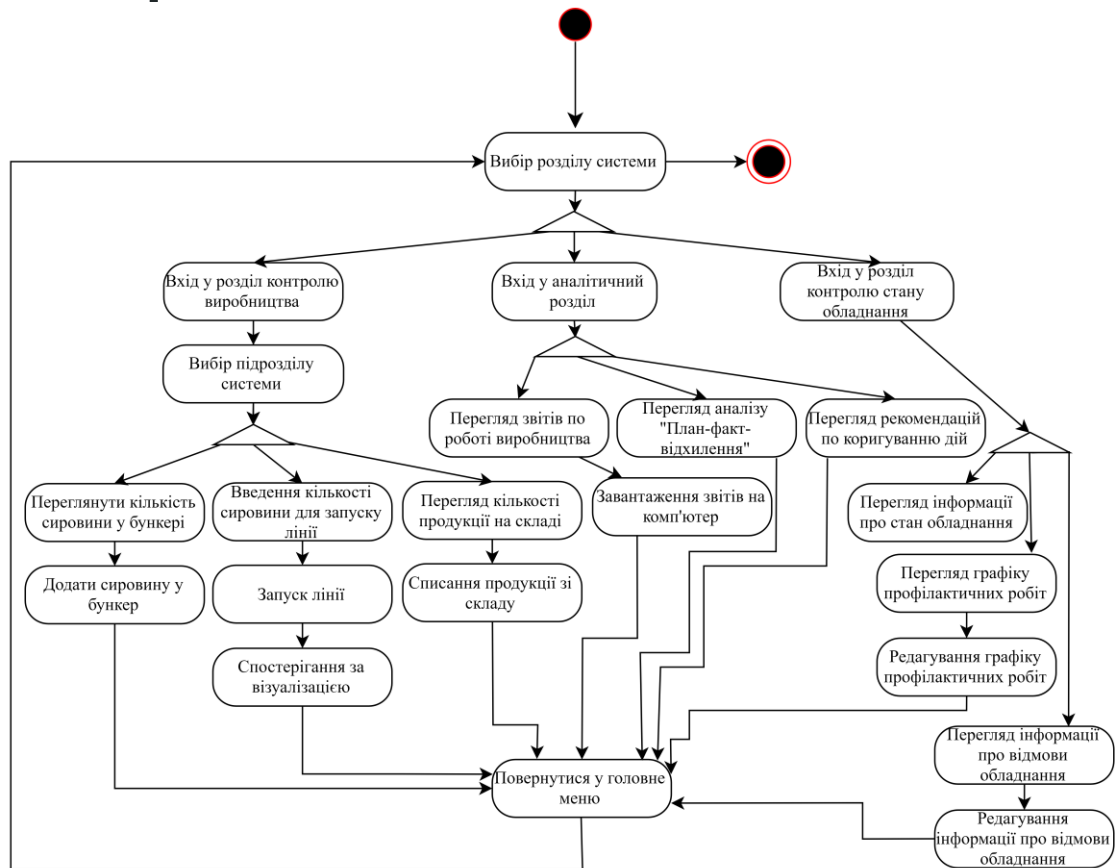 Вибір розділу системи
Вхід у розділ контролю
виробництва
Вхід у аналітичний
розділ
Вхід у розділ
контролю стану
обладнання
Вибір підрозділу
системи
Перегляд звітів по
роботі виробництва
Перегляд аналізу
"План-факт-
відхилення"
Перегляд рекомендацій
по коригуванню дій
Переглянути кількість
сировини у бункері
Введення кількості
сировини для запуску
лінії
Перегляд кількості
продукції на складі
Завантаження звітів на
комп'ютер
Перегляд інформації
про стан обладнання
Додати сировину у
бункер
Запуск лінії
Списання продукції зі
складу
Перегляд графіку
профілактичних робіт
Спостерігання за
візуалізацією
Редагування графіку
профілактичних робіт
Перегляд інформації
про відмови
обладнання
Повернутися у головне
меню
Редагування
інформації про відмови
обладнання